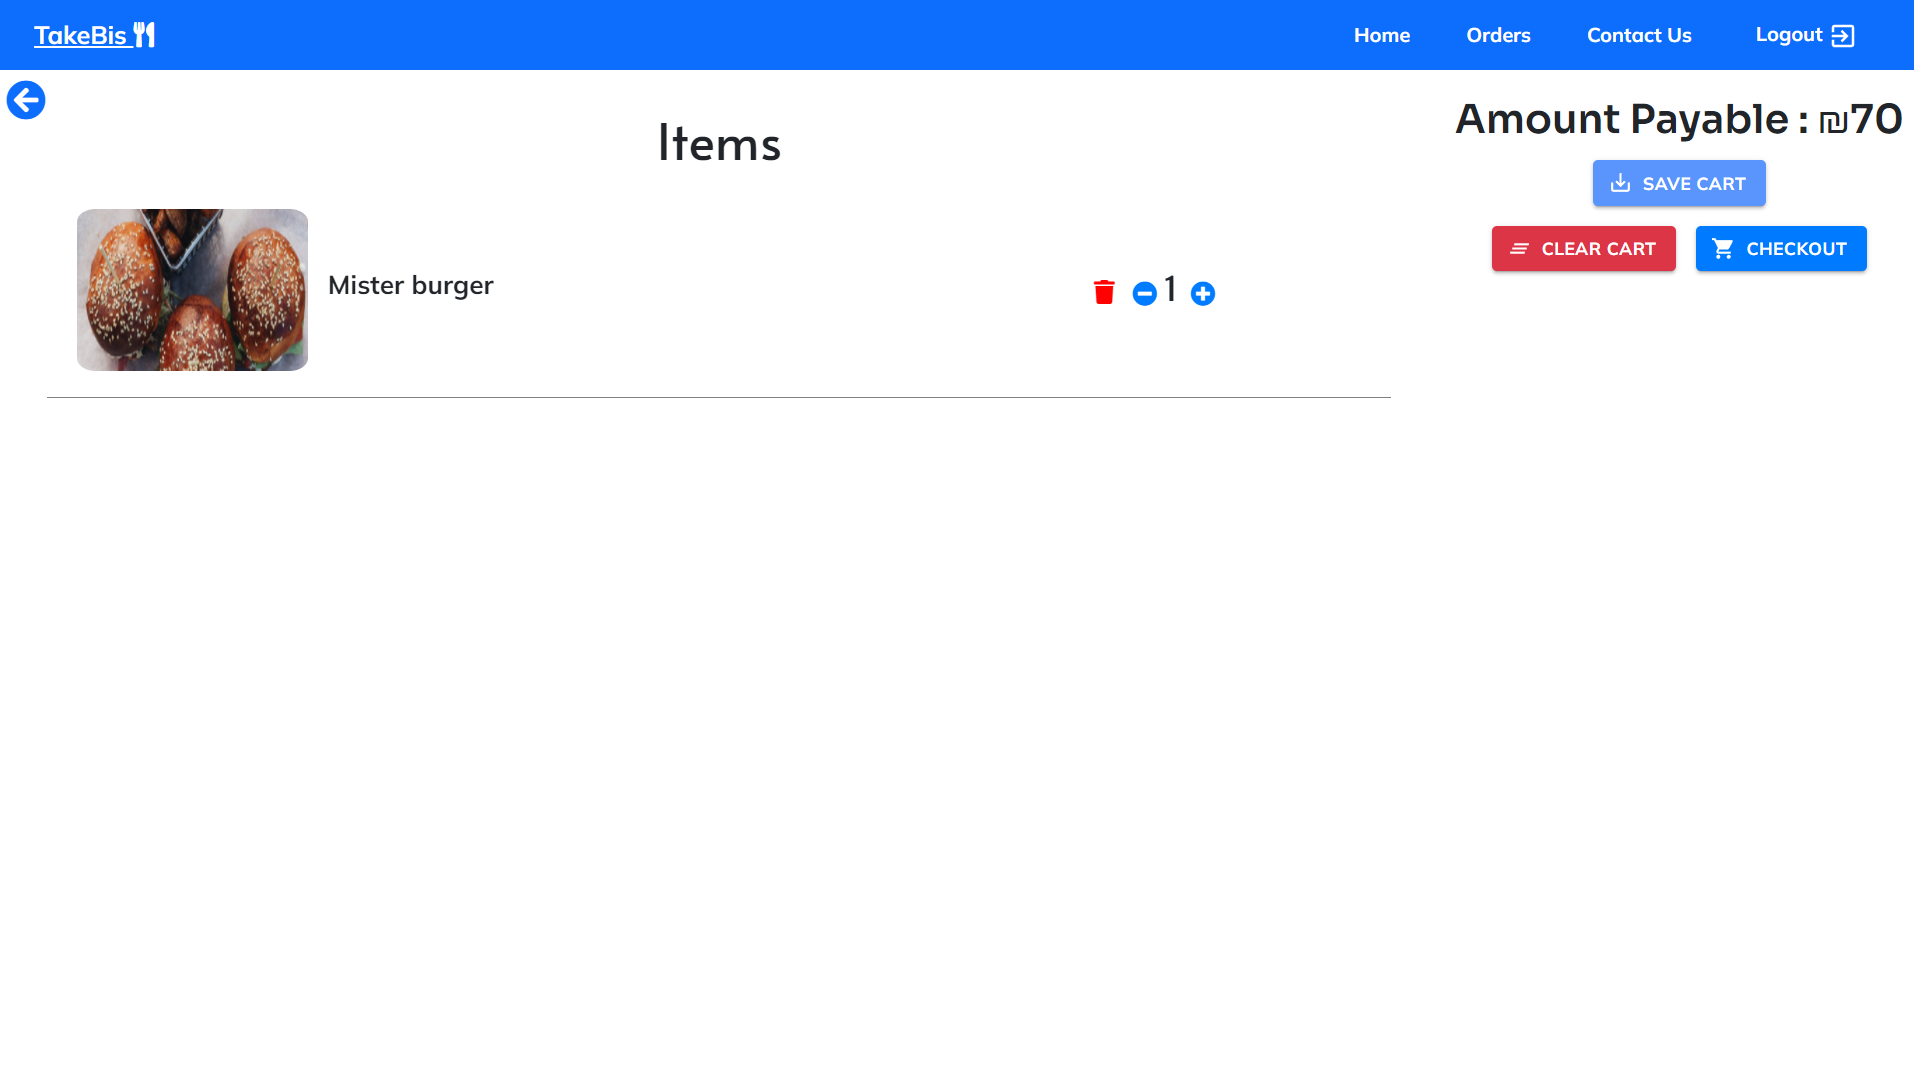 TakeBis
Home
Orders
Contact Us
Logout
Items
Mister burger
1
Amount Payable : ₪70
SAVE CART
CLEAR CART
CHECKOUT